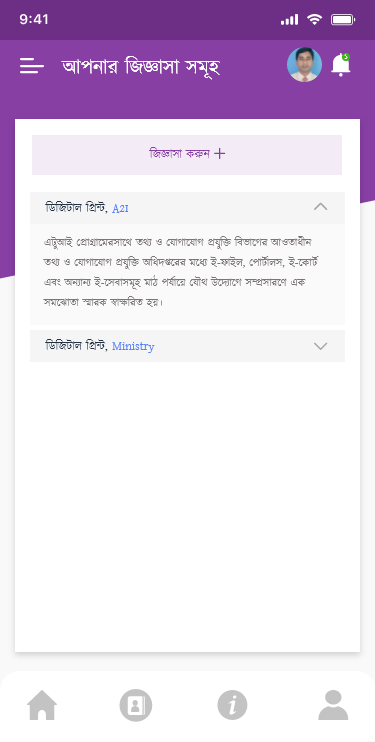 9:41
আপনার জিজ্ঞাসা সমূহ
5
জিজ্ঞাসা করুন +
ডিজিটাল প্রিন্ট, A2I
এটুআই প্রোগ্রামেরসাথে তথ্য ও যোগাযোগ প্রযুক্তি বিভাগের আওতাধীন
তথ্য ও যোগাযোগ প্রযুক্তি অধিদপ্তরের মধ্যে ই-ফাইল, পোর্টালস, ই-কোর্ট
এবং অন্যান্য ই-সেবাসমূহ মাঠ পর্যায়ে যৌথ উদ্যোগে সম্প্রসারণে এক
সমঝোতা স্মারক স্বাক্ষরিত হয়।
ডিজিটাল প্রিন্ট, Ministry